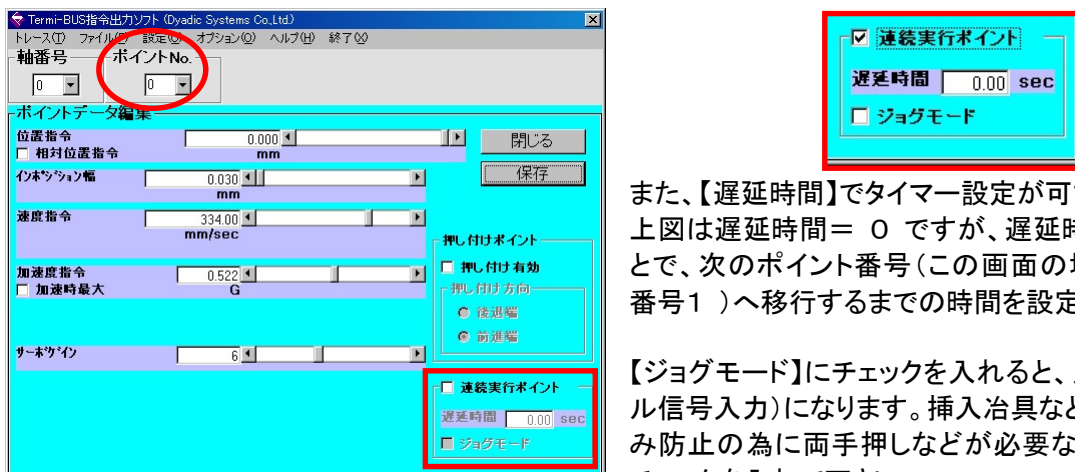 Termi-BUS指令出力ソフト (Dyadic Systems Co.,Ltd.)
トレース(T) ファイル(F) 設定(O) オプション(O) ヘルプ(H) 終了(X)
軸番号
0
ポイントNo.
0
ポイントデータ編集
位置指令
相対位置指令
0.000
mm
閉じる
インポジション幅
0.030
mm
保存
速度指令
334.00
mm/sec
加速度指令
加速時最大
0.522
G
サーボゲイン
6
押し付けポイント
押し付け有効
押し付け方向
後退端
前進端
連続実行ポイント
遅延時間 0.00 sec
ジョグモード
連続実行ポイント
遅延時間 0.00 sec
ジョグモード
また、【遅延時間】でタイマー設定が可
上図は遅延時間= 0 ですが、遅延
とで、次のポイント番号(この画面の
番号1 )へ移行するまでの時間を設
【ジョグモード】にチェックを入れると、
ル信号入力)になります。挿入冶具な
み防止の為に両手押しなどが必要な